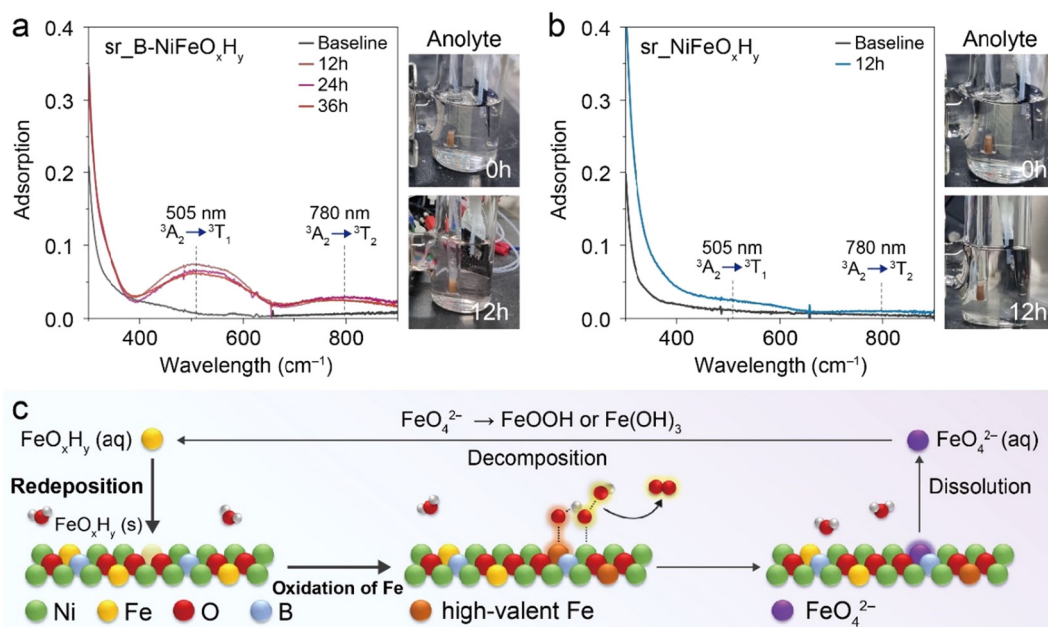 a
sr_B-NiFeOₓHᵧ
Baseline
12h
24h
36h
505 nm
³A₂ → ³T₁
780 nm
³A₂ → ³T₂
0.4
0.3
0.2
0.1
0.0
Adsorption
400
600
800
Wavelength (cm⁻¹)
Anolyte
0h
12h
b
sr_NiFeOₓHᵧ
Baseline
12h
505 nm
³A₂ → ³T₁
780 nm
³A₂ → ³T₂
0.4
0.3
0.2
0.1
0.0
Adsorption
400
600
800
Wavelength (cm⁻¹)
Anolyte
0h
12h
c
FeO₄²⁻ → FeOOH or Fe(OH)₃
FeOₓHᵧ (aq)
FeO₄²⁻ (aq)
Decomposition
Redeposition
Dissolution
FeOₓHᵧ (s)
Oxidation of Fe
Ni
Fe
O
B
high-valent Fe
FeO₄²⁻